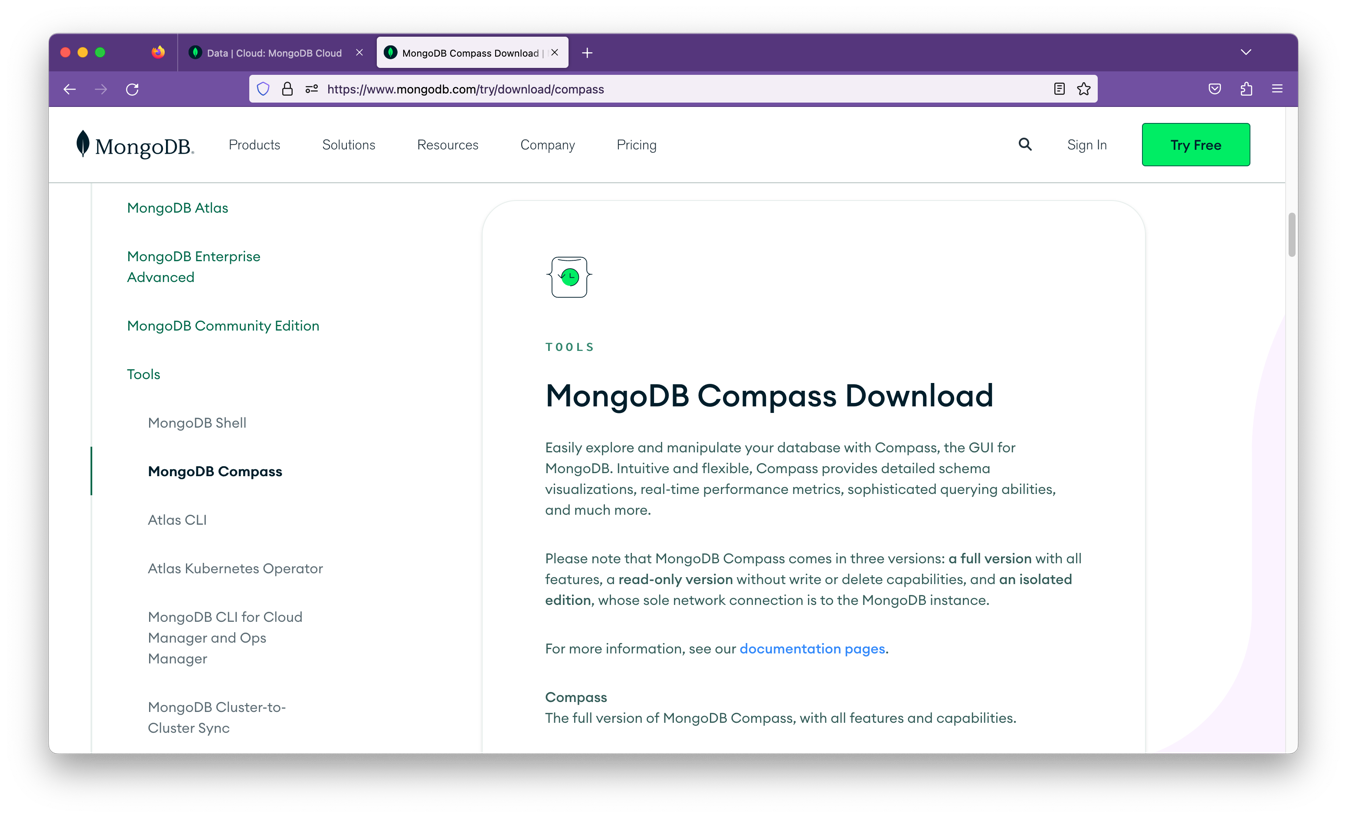 Data | Cloud: MongoDB Cloud
MongoDB Compass Download |
https://www.mongodb.com/try/download/compass
MongoDB.
Products
Solutions
Resources
Company
Pricing
Sign In
Try Free
MongoDB Atlas
MongoDB Enterprise
Advanced
MongoDB Community Edition
Tools
MongoDB Shell
MongoDB Compass
Atlas CLI
Atlas Kubernetes Operator
MongoDB CLI for Cloud
Manager and Ops
Manager
MongoDB Cluster-to-
Cluster Sync
TOOLS
MongoDB Compass Download
Easily explore and manipulate your database with Compass, the GUI for
MongoDB. Intuitive and flexible, Compass provides detailed schema
visualizations, real-time performance metrics, sophisticated querying abilities,
and much more.
Please note that MongoDB Compass comes in three versions: a full version with all
features, a read-only version without write or delete capabilities, and an isolated
edition, whose sole network connection is to the MongoDB instance.
For more information, see our documentation pages.
Compass
The full version of MongoDB Compass, with all features and capabilities.